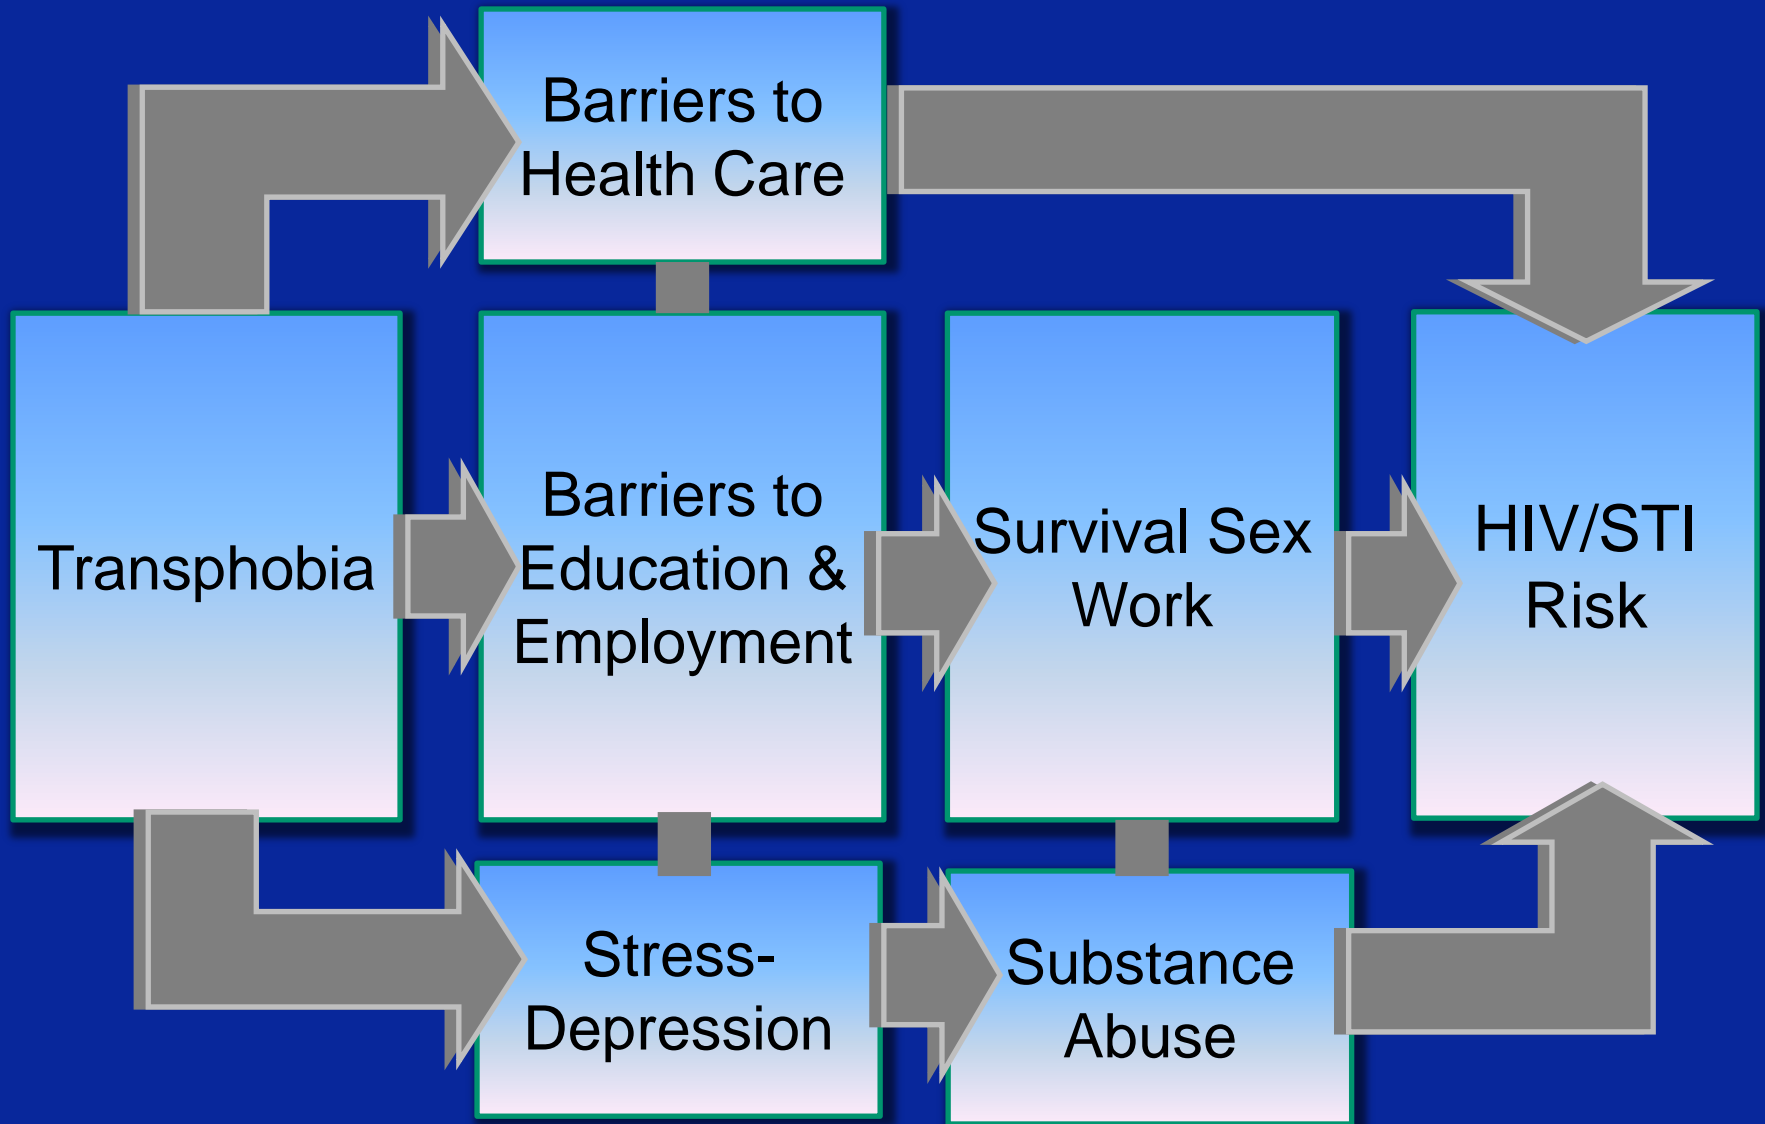 Barriers to
Health Care
Transphobia
Barriers to
Education &
Employment
Survival Sex
Work
HIV/STI
Risk
Stress-
Depression
Substance
Abuse